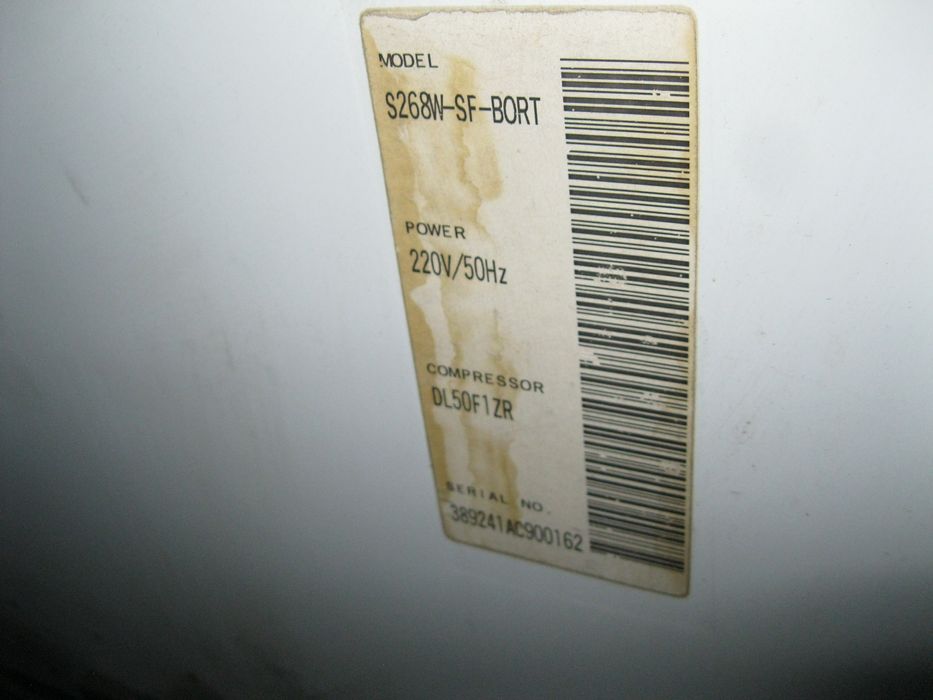 MODEL
S268W-SF-BORT
POWER
220V/50Hz
COMPRESSOR
DL50F1ZR
SERIAL NO.
389241AC900162